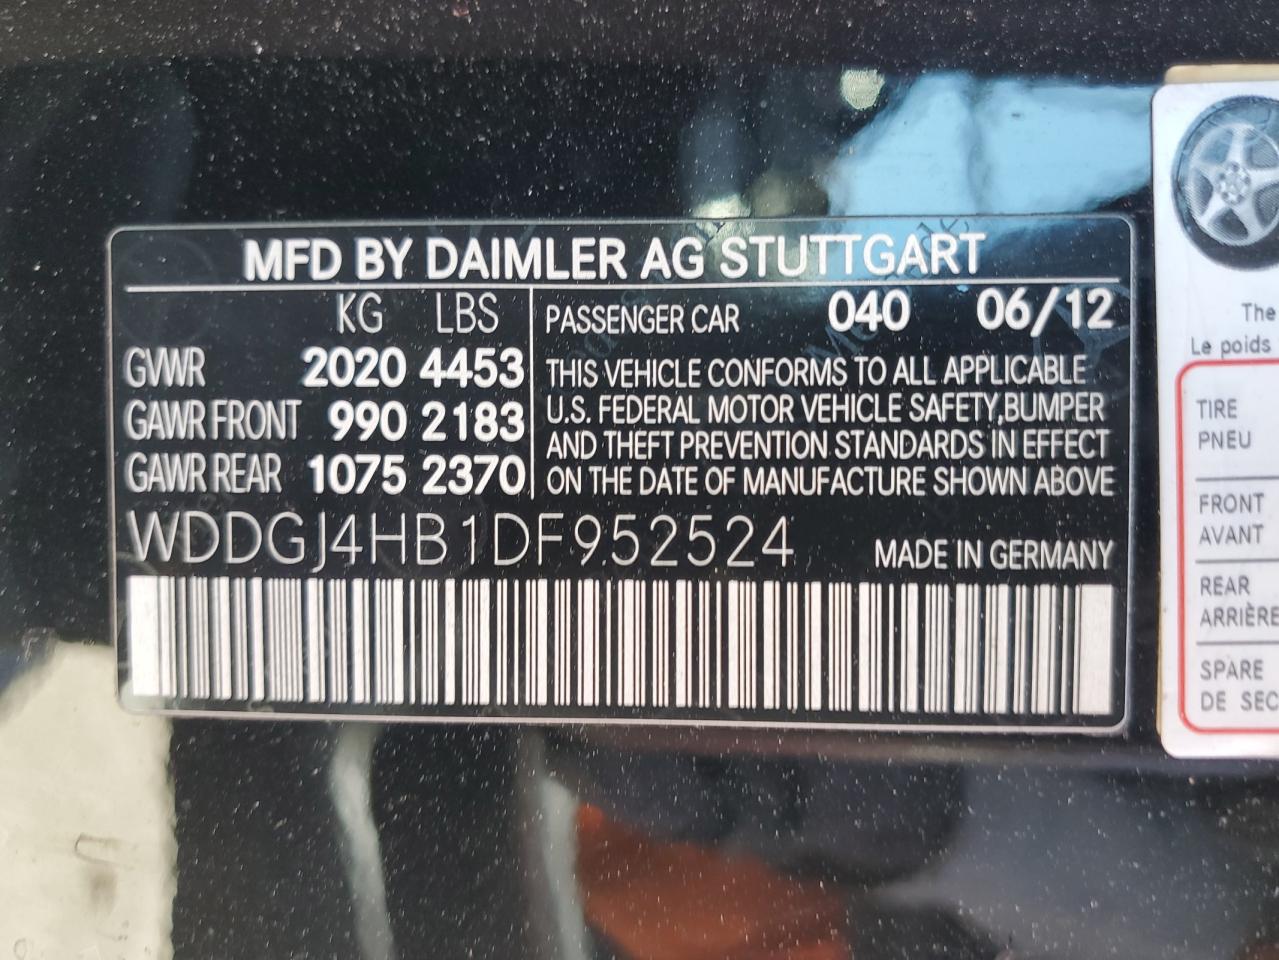 MFD BY DAIMLER AG STUTTGART
KG LBS
GVWR 2020 4453
GAWR FRONT 990 2183
GAWR REAR 1075 2370
PASSENGER CAR 040 06/12
THIS VEHICLE CONFORMS TO ALL APPLICABLE
U.S. FEDERAL MOTOR VEHICLE SAFETY,BUMPER
AND THEFT PREVENTION STANDARDS IN EFFECT
ON THE DATE OF MANUFACTURE SHOWN ABOVE
WDDGJ4HB1DF952524
MADE IN GERMANY
The
Le poids
TIRE
PNEU
FRONT
AVANT
REAR
ARRIÈRE
SPARE
DE SEC